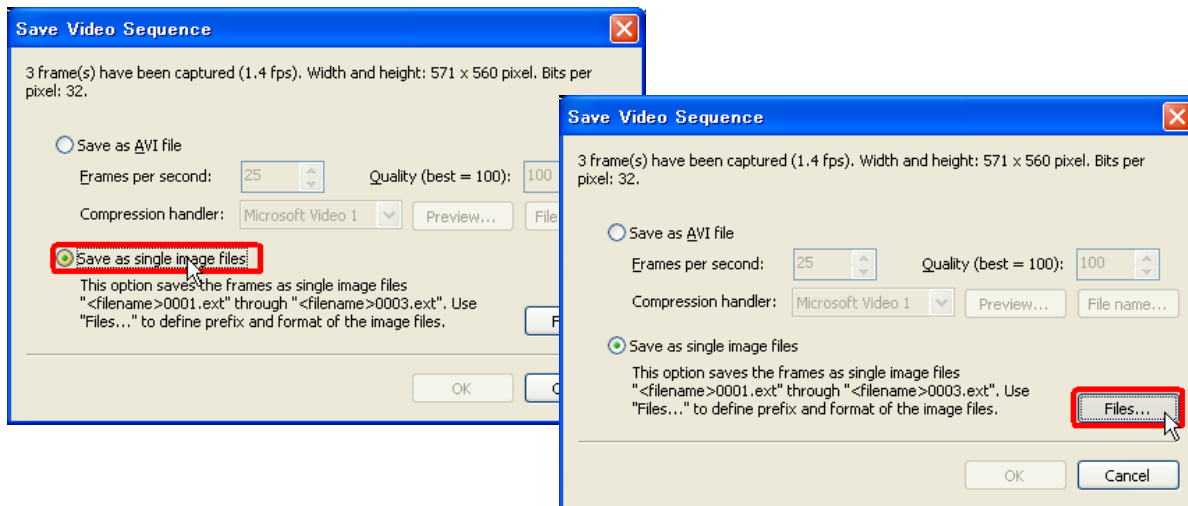 Save Video Sequence
3 frame(s) have been captured (1.4 fps). Width and height: 571 x 560 pixel. Bits per
pixel: 32.
Save as AVI file
Frames per second: 25 Quality (best = 100): 100
Compression handler: Microsoft Video 1 Preview... File
Save as single image files
This option saves the frames as single image files
"<filename>0001.ext" through "<filename>0003.ext". Use
"Files..." to define prefix and format of the image files.
OK
Save Video Sequence
3 frame(s) have been captured (1.4 fps). Width and height: 571 x 560 pixel. Bits per
pixel: 32.
Save as AVI file
Frames per second: 25 Quality (best = 100): 100
Compression handler: Microsoft Video 1 Preview... File name...
Save as single image files
This option saves the frames as single image files
"<filename>0001.ext" through "<filename>0003.ext". Use
"Files..." to define prefix and format of the image files.
Files...
OK Cancel